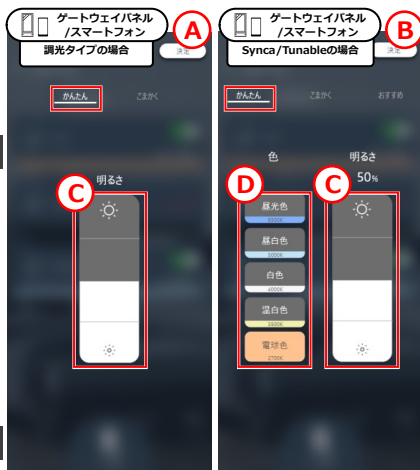 ゲートウェイパネル
/スマートフォン
A
調光タイプの場合
決定
かんたん
こまかく
明るさ
C
ゲートウェイパネル
/スマートフォン
B
Synca/Tunableの場合
決定
かんたん
こまかく
おすすめ
色
明るさ
50%
D
C
昼光色
6500K
昼白色
5000K
白色
4000K
温白色
3500K
電球色
2700K